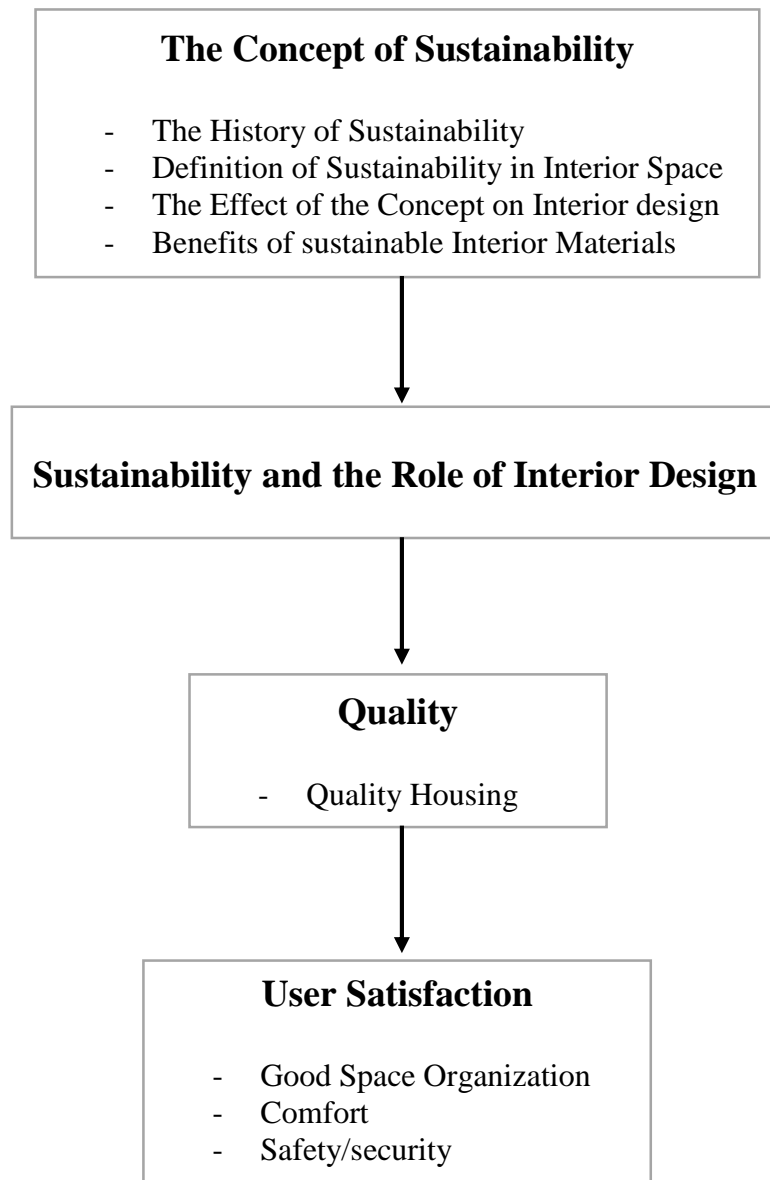 The Concept of Sustainability
- The History of Sustainability
- Definition of Sustainability in Interior Space
- The Effect of the Concept on Interior design
- Benefits of sustainable Interior Materials
Sustainability and the Role of Interior Design
Quality
- Quality Housing
User Satisfaction
- Good Space Organization
- Comfort
- Safety/security